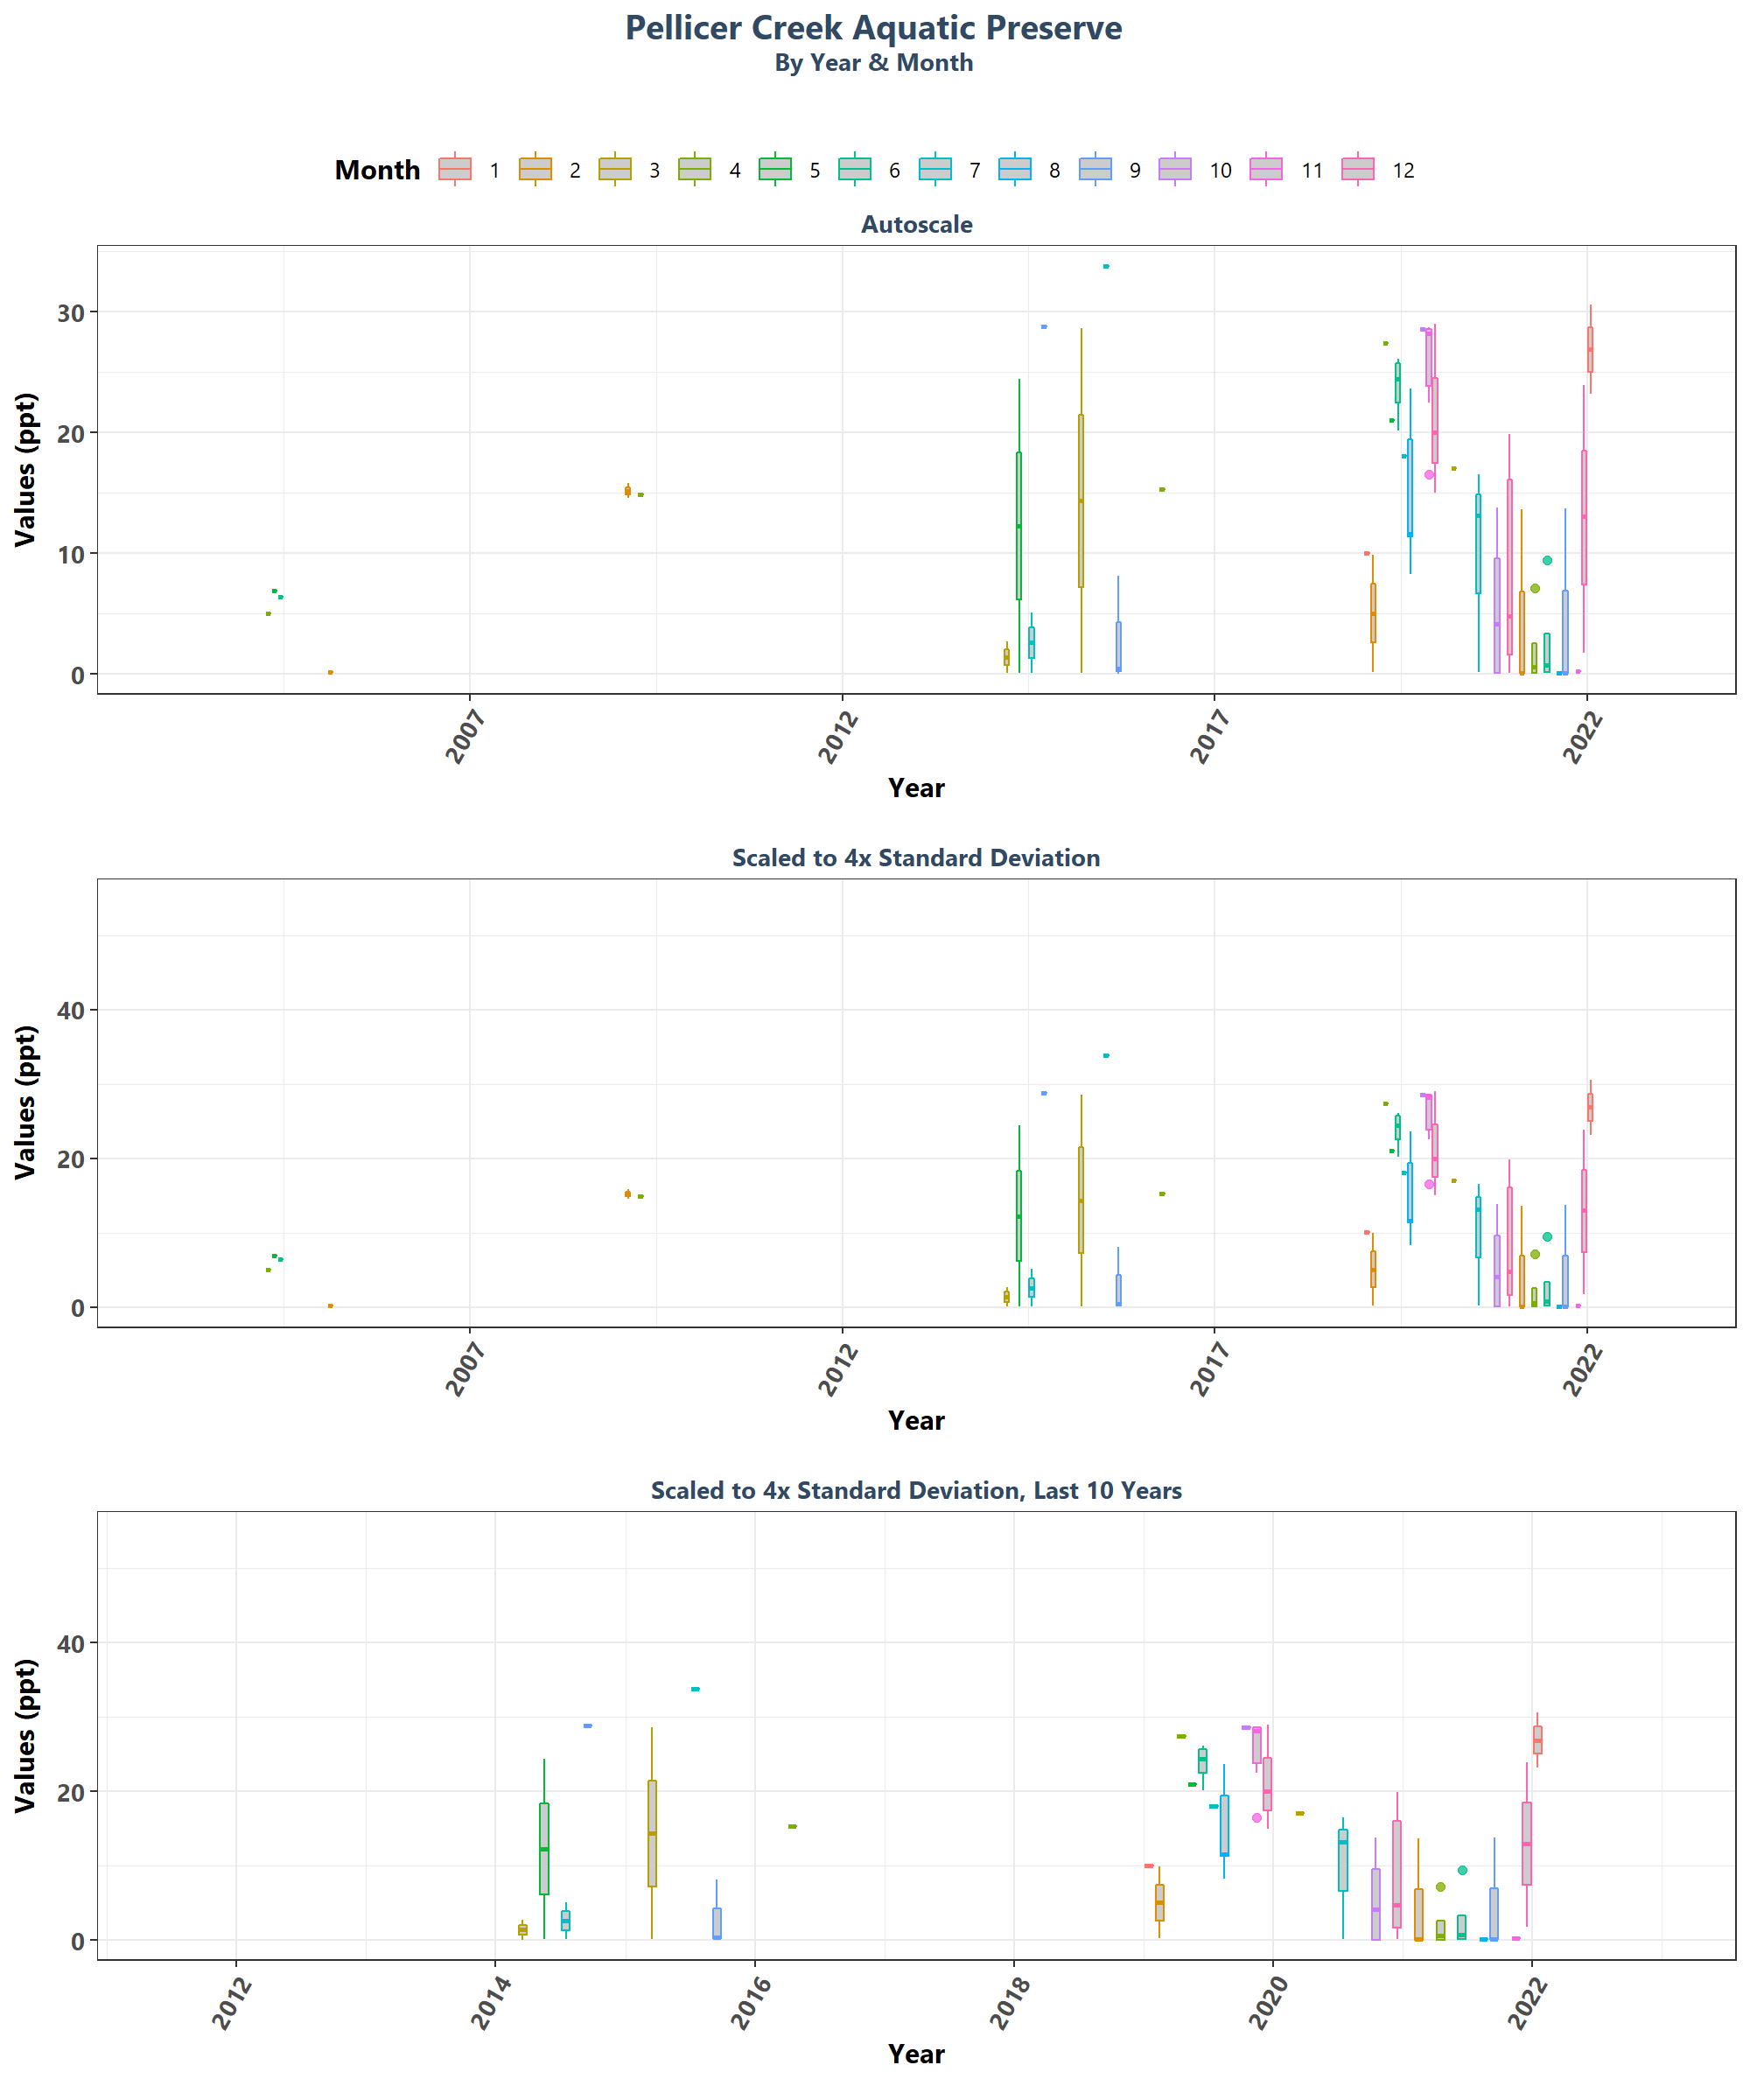 Pellicer Creek Aquatic Preserve
By Year & Month
Month 1 2 3 4 5 6 7 8 9 10 11 12
Autoscale
Values (ppt)
30
20
10
0
2007 2012 2017 2022
Year
Scaled to 4x Standard Deviation
Values (ppt)
40
20
0
2007 2012 2017 2022
Year
Scaled to 4x Standard Deviation, Last 10 Years
Values (ppt)
40
20
0
2012 2014 2016 2018 2020 2022
Year